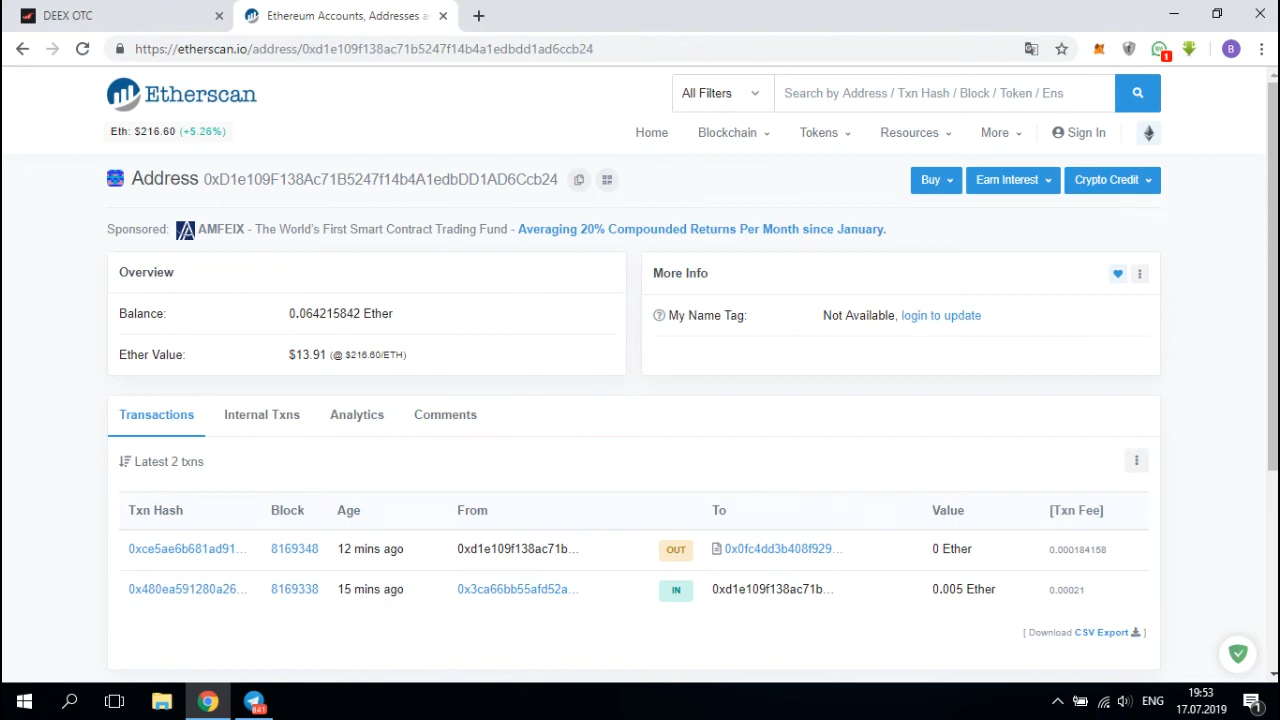 DEEX OTC
Ethereum Accounts, Addresses a
https://etherscan.io/address/0xd1e109f138ac71b5247f14b4a1edbdd1ad6ccb24
1
B
Etherscan
All Filters
Search by Address / Txn Hash / Block / Token / Ens
Eth: $216.60 (+5.26%)
Home
Blockchain
Tokens
Resources
More
Sign In
Address 0xD1e109F138Ac71B5247f14b4A1edbDD1AD6Ccb24
Buy
Earn Interest
Crypto Credit
Sponsored: AMFEIX - The World's First Smart Contract Trading Fund - Averaging 20% Compounded Returns Per Month since January.
Overview
Balance: 0.064215842 Ether
Ether Value: $13.91 (@ $216.60/ETH)
More Info
My Name Tag: Not Available, login to update
Transactions
Internal Txns
Analytics
Comments
Latest 2 txns
Txn Hash Block Age From To Value [Txn Fee]
0xce5ae6b681ad91... 8169348 12 mins ago 0xd1e109f138ac71b... OUT 0x0fc4dd3b408f929... 0 Ether 0.000184158
0x480ea591280a26... 8169338 15 mins ago 0x3ca66bb55afd52a... IN 0xd1e109f138ac71b... 0.005 Ether 0.00021
[ Download CSV Export ]
841
ENG
19:53
17.07.2019
1